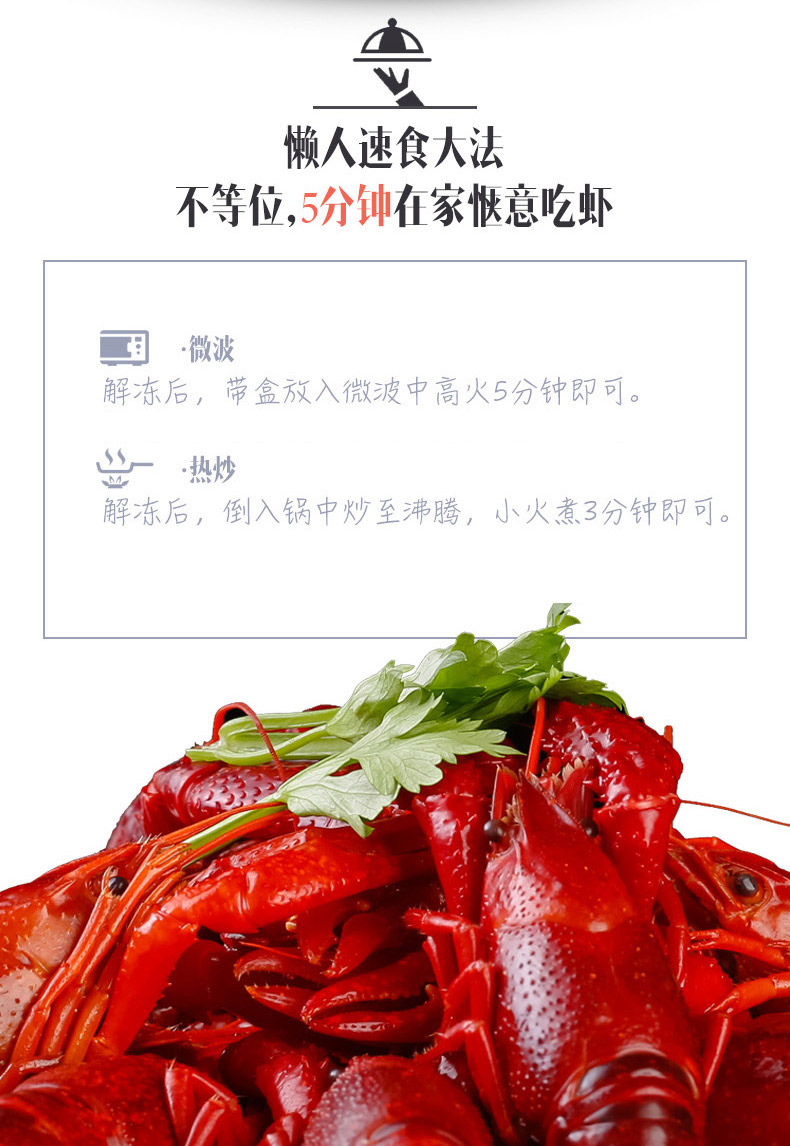 懒人速食大法
不等位,5分钟在家惬意吃虾
·微波
解冻后，带盒放入微波中高火5分钟即可。
·热炒
解冻后，倒入锅中炒至沸腾，小火煮3分钟即可。